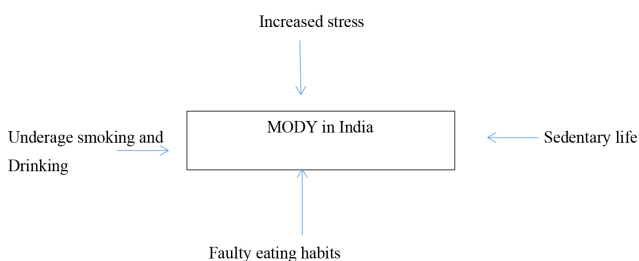 Increased stress
MODY in India
Underage smoking and
Drinking
Sedentary life
Faulty eating habits